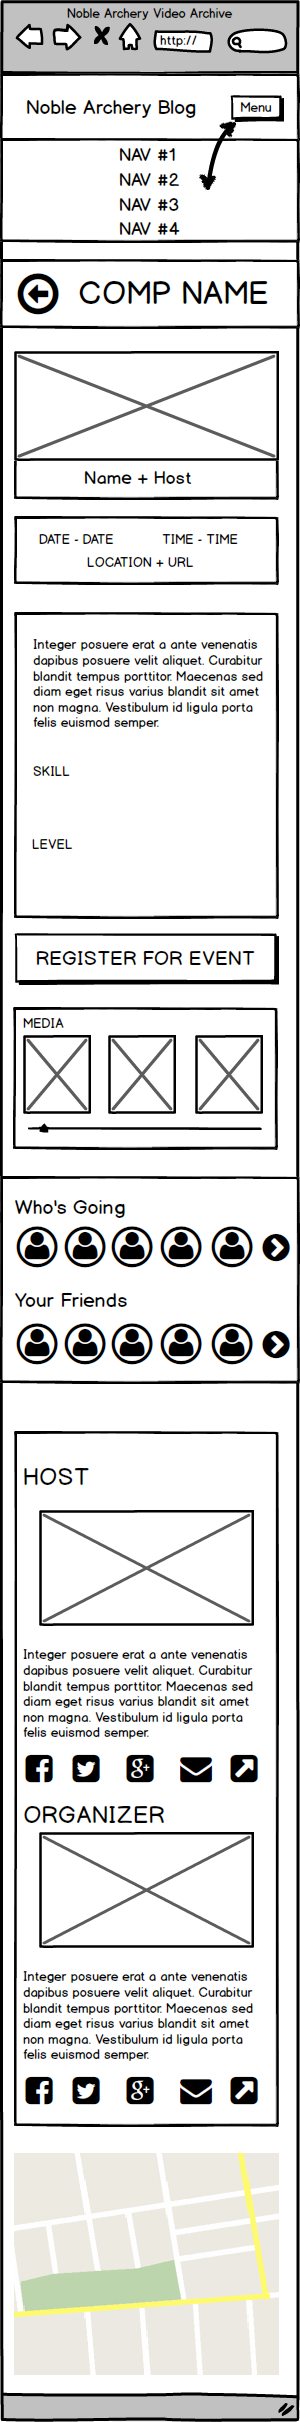 Noble Archery Video Archive
http://
Noble Archery Blog
Menu
NAV #1
NAV #2
NAV #3
NAV #4
COMP NAME
Name + Host
DATE - DATE
TIME - TIME
LOCATION + URL
Integer posuere erat a ante venenatis
dapibus posuere velit aliquet. Curabitur
blandit tempus porttitor. Maecenas sed
diam eget risus varius blandit sit amet
non magna. Vestibulum id ligula porta
felis euismod semper.
SKILL
LEVEL
REGISTER FOR EVENT
MEDIA
Who's Going
Your Friends
HOST
Integer posuere erat a ante venenatis
dapibus posuere velit aliquet. Curabitur
blandit tempus porttitor. Maecenas sed
diam eget risus varius blandit sit amet
non magna. Vestibulum id ligula porta
felis euismod semper.
ORGANIZER
Integer posuere erat a ante venenatis
dapibus posuere velit aliquet. Curabitur
blandit tempus porttitor. Maecenas sed
diam eget risus varius blandit sit amet
non magna. Vestibulum id ligula porta
felis euismod semper.